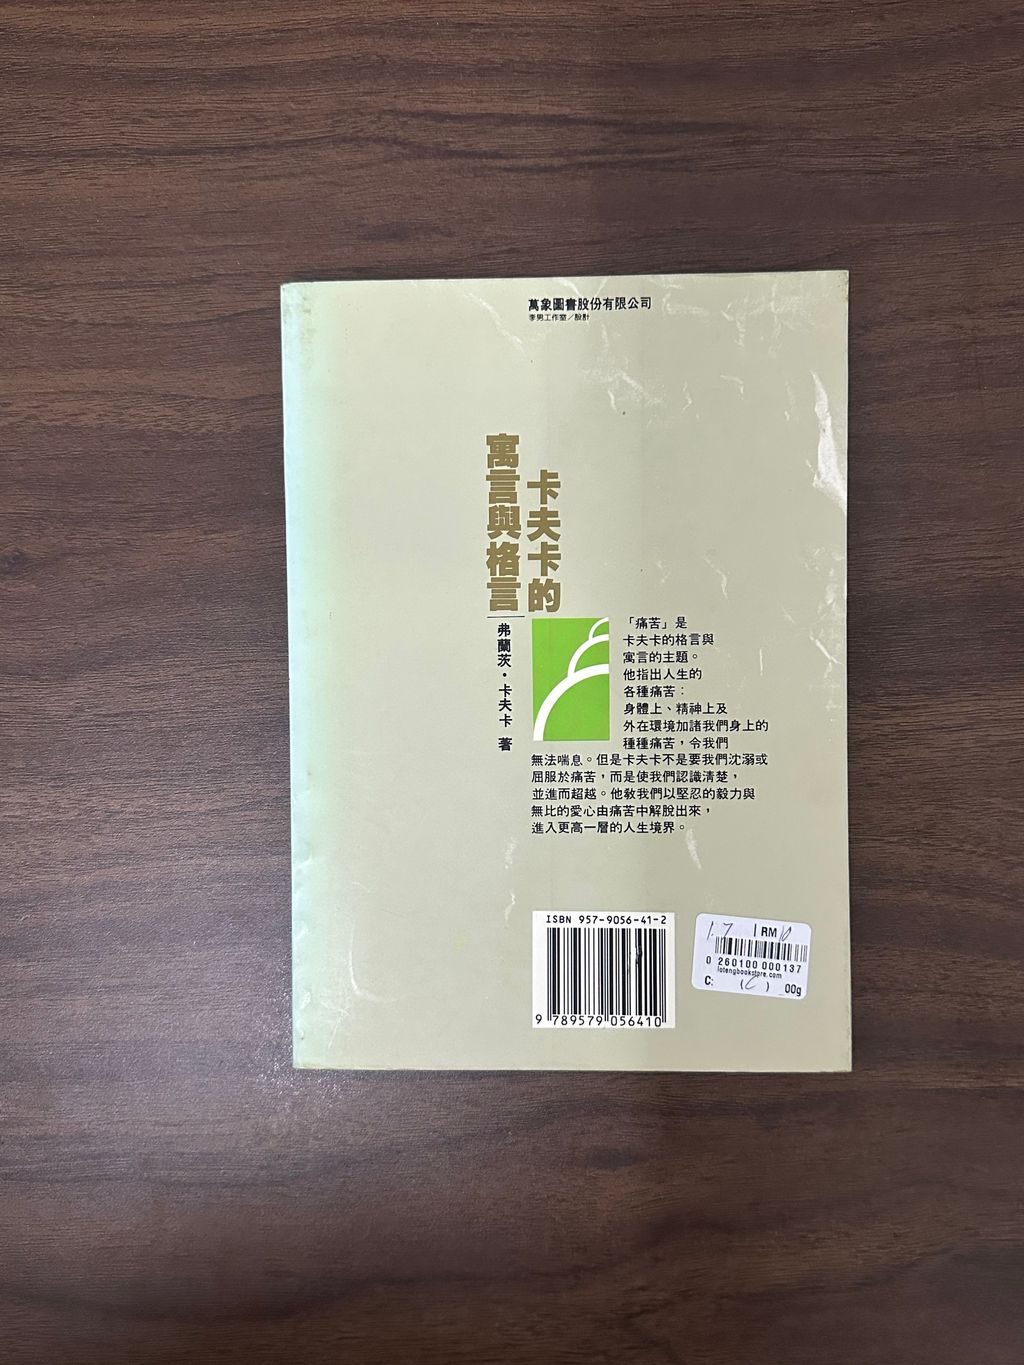 萬象圖書股份有限公司
李男工作室／設計
卡夫卡的
寓言與格言
弗蘭茨・卡夫卡 著
「痛苦」是
卡夫卡的格言與
寓言的主題。
他指出人生的
各種痛苦：
身體上、精神上及
外在環境加諸我們身上的
種種痛苦，令我們
無法喘息。但是卡夫卡不是要我們沈溺或
屈服於痛苦，而是使我們認識清楚，
並進而超越。他教我們以堅忍的毅力與
無比的愛心由痛苦中解脫出來，
進入更高一層的人生境界。
ISBN 957-9056-41-2
9 789579 056410
1.7 RM 10
0 260100 000137
lotengbookstore.com
C: 00g